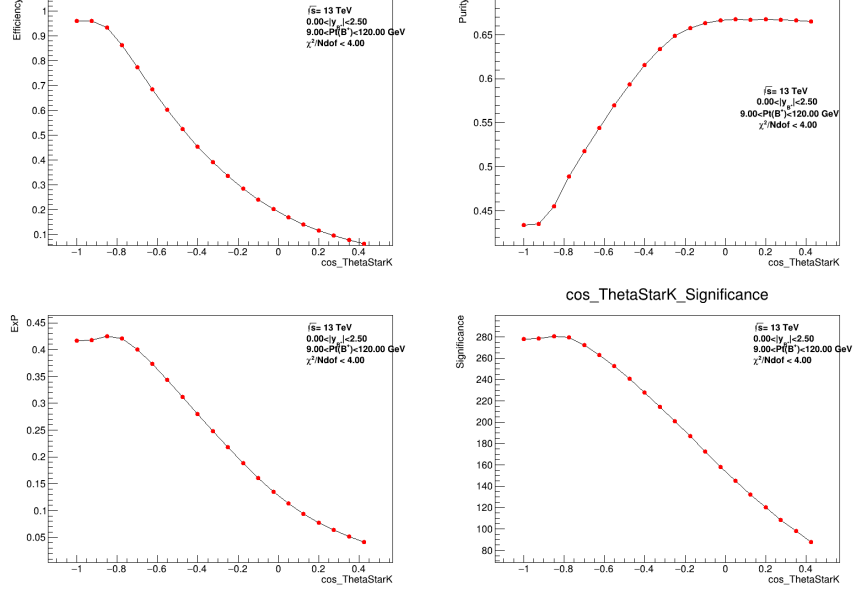 Efficiency
√s= 13 TeV
0.00<|y_B+|<2.50
9.00<Pt(B⁺)<120.00 GeV
χ²/Ndof < 4.00
1
0.9
0.8
0.7
0.6
0.5
0.4
0.3
0.2
0.1
−1 −0.8 −0.6 −0.4 −0.2 0 0.2 0.4
cos_ThetaStarK
Purity
√s= 13 TeV
0.00<|y_B+|<2.50
9.00<Pt(B⁺)<120.00 GeV
χ²/Ndof < 4.00
0.65
0.6
0.55
0.5
0.45
−1 −0.8 −0.6 −0.4 −0.2 0 0.2 0.4
cos_ThetaStarK
ExP
√s= 13 TeV
0.00<|y_B+|<2.50
9.00<Pt(B⁺)<120.00 GeV
χ²/Ndof < 4.00
0.45
0.4
0.35
0.3
0.25
0.2
0.15
0.1
0.05
−1 −0.8 −0.6 −0.4 −0.2 0 0.2 0.4
cos_ThetaStarK
cos_ThetaStarK_Significance
Significance
√s= 13 TeV
0.00<|y_B+|<2.50
9.00<Pt(B⁺)<120.00 GeV
χ²/Ndof < 4.00
280
260
240
220
200
180
160
140
120
100
80
−1 −0.8 −0.6 −0.4 −0.2 0 0.2 0.4
cos_ThetaStarK